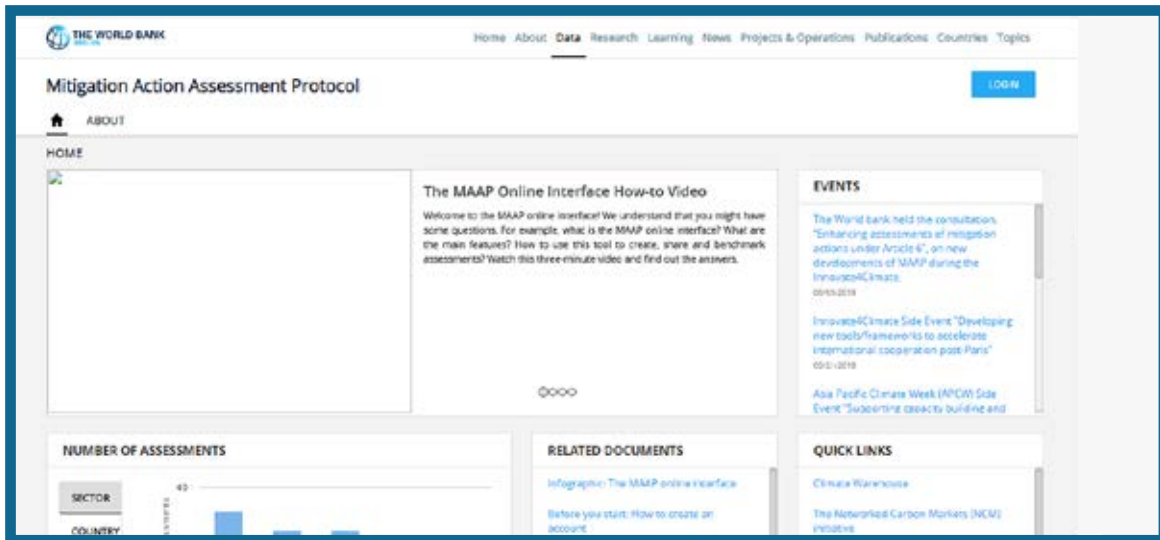 THE WORLD BANK
Home About Data Research Learning News Projects & Operations Publications Countries Topics
Mitigation Action Assessment Protocol
LOGIN
ABOUT
HOME
The MAAP Online Interface How-to Video
Welcome to the MAAP online interface! We understand that you might have
some questions. For example, what is the MAAP online interface? What are
the main features? How to use this tool to create, share and benchmark
assessments? Watch this three-minute video and find out the answers.
EVENTS
The World bank held the consultation,
"Enhancing assessments of mitigation
actions under Article 6", on new
developments of MAAP during the
Innovate4Climate.
Innovate4Climate Side Event "Developing
new tools/frameworks to accelerate
international cooperation post-Paris"
Asia Pacific Climate Week (APCW) Side
Event "Supporting capacity building and
NUMBER OF ASSESSMENTS
SECTOR
COUNTRY
40
RELATED DOCUMENTS
Infographic: The MAAP online interface
Before you start: How to create an
account
QUICK LINKS
Climate Warehouse
The Networked Carbon Markets (NCM)
initiative